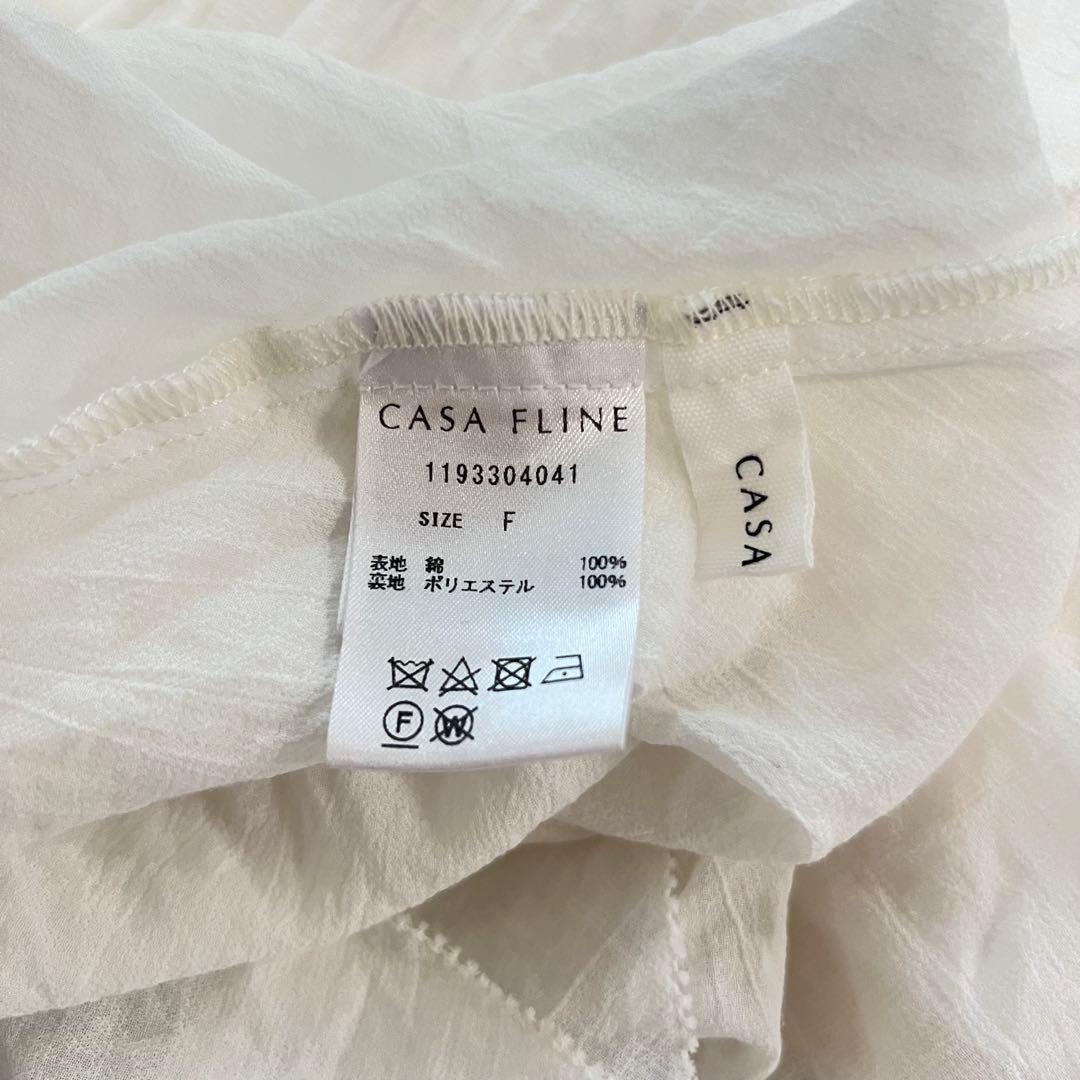 CASA FLINE
1193304041
SIZE F
表地 綿 100%
裏地 ポリエステル 100%
F
W
CASA